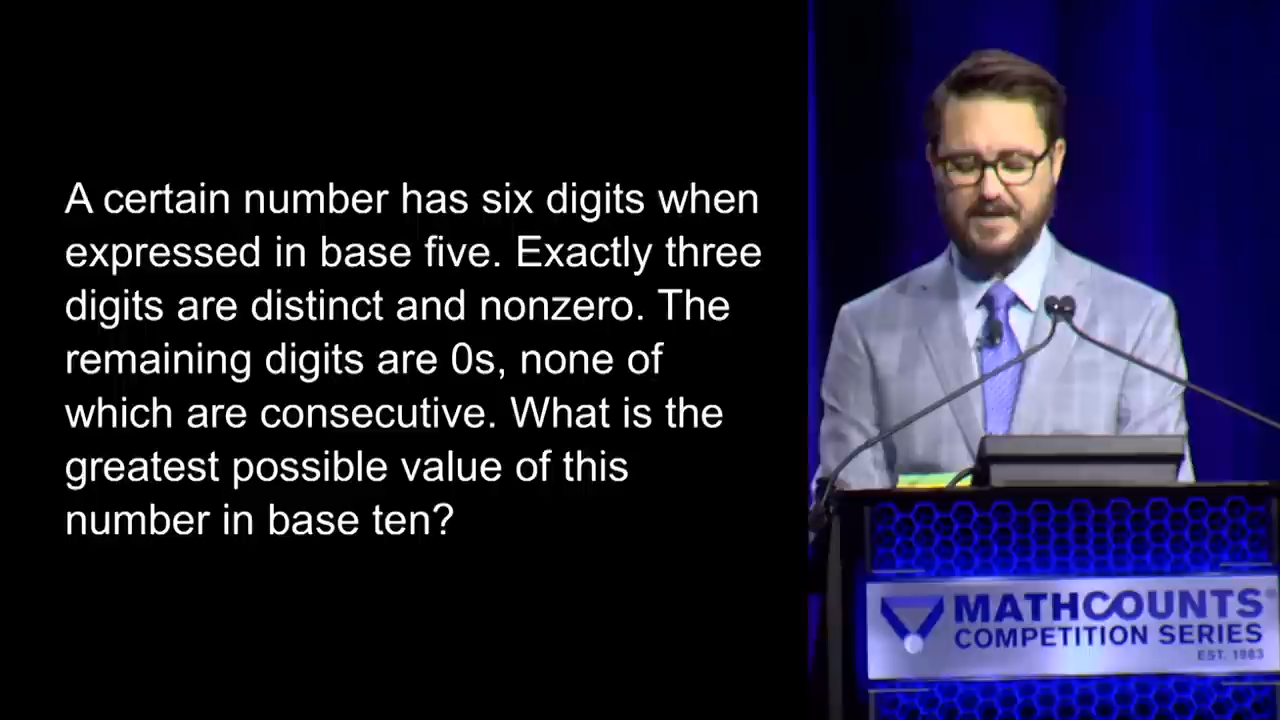 A certain number has six digits when
expressed in base five. Exactly three
digits are distinct and nonzero. The
remaining digits are 0s, none of
which are consecutive. What is the
greatest possible value of this
number in base ten?
MATHCOUNTS
COMPETITION SERIES
EST. 1983